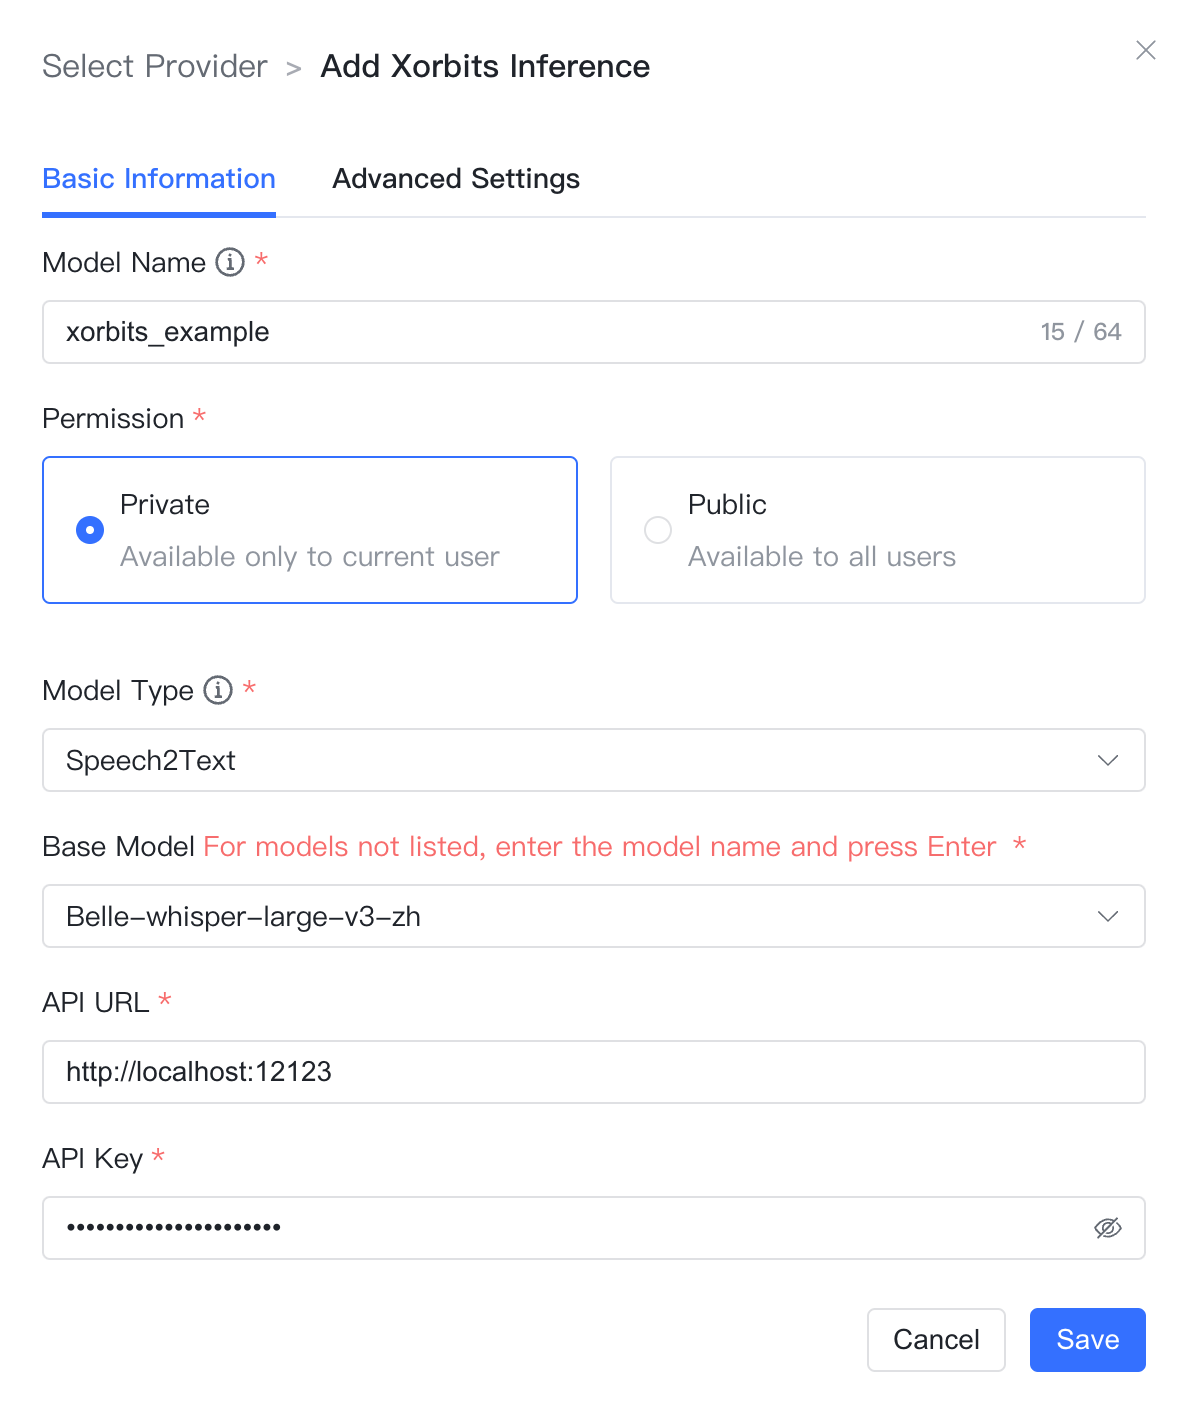 Select Provider > Add Xorbits Inference
Basic Information Advanced Settings
Model Name *
xorbits_example 15 / 64
Permission *
Private
Available only to current user
Public
Available to all users
Model Type *
Speech2Text
Base Model For models not listed, enter the model name and press Enter *
Belle-whisper-large-v3-zh
API URL *
http://localhost:12123
API Key *
••••••••••••••••••••••
Cancel Save